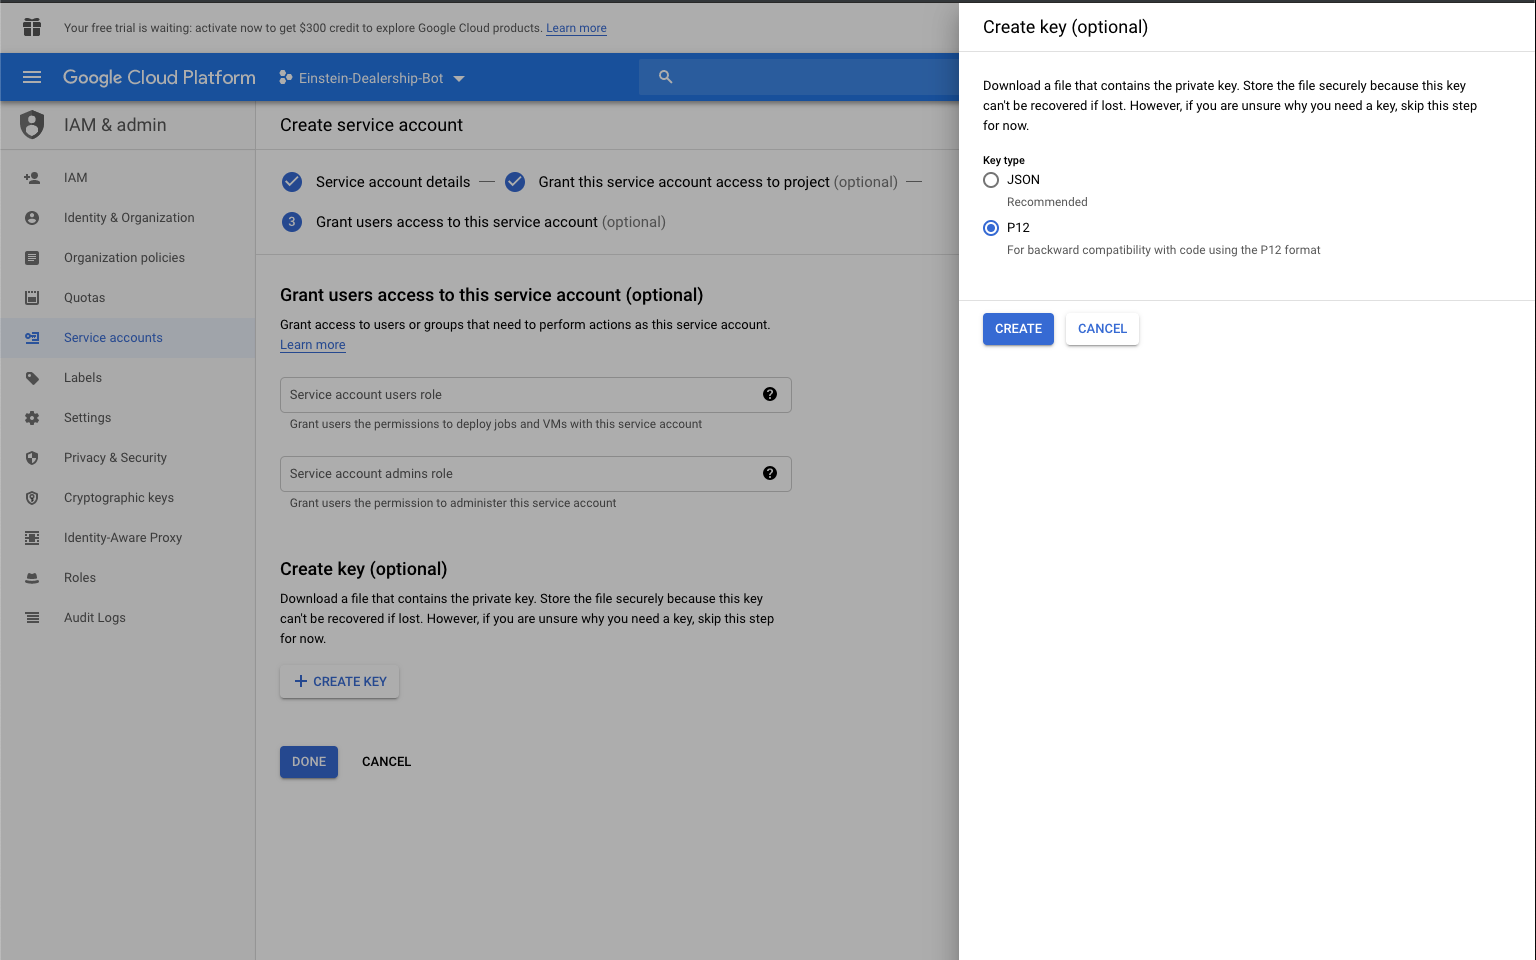 Your free trial is waiting: activate now to get $300 credit to explore Google Cloud products. Learn more
Google Cloud Platform
Einstein-Dealership-Bot
IAM & admin
IAM
Identity & Organization
Organization policies
Quotas
Service accounts
Labels
Settings
Privacy & Security
Cryptographic keys
Identity-Aware Proxy
Roles
Audit Logs
Create service account
Service account details
Grant this service account access to project (optional)
3 Grant users access to this service account (optional)
Grant users access to this service account (optional)
Grant access to users or groups that need to perform actions as this service account.
Learn more
Service account users role
Grant users the permissions to deploy jobs and VMs with this service account
Service account admins role
Grant users the permission to administer this service account
Create key (optional)
Download a file that contains the private key. Store the file securely because this key
can't be recovered if lost. However, if you are unsure why you need a key, skip this step
for now.
+ CREATE KEY
DONE CANCEL
Create key (optional)
Download a file that contains the private key. Store the file securely because this key
can't be recovered if lost. However, if you are unsure why you need a key, skip this step
for now.
Key type
JSON
Recommended
P12
For backward compatibility with code using the P12 format
CREATE CANCEL